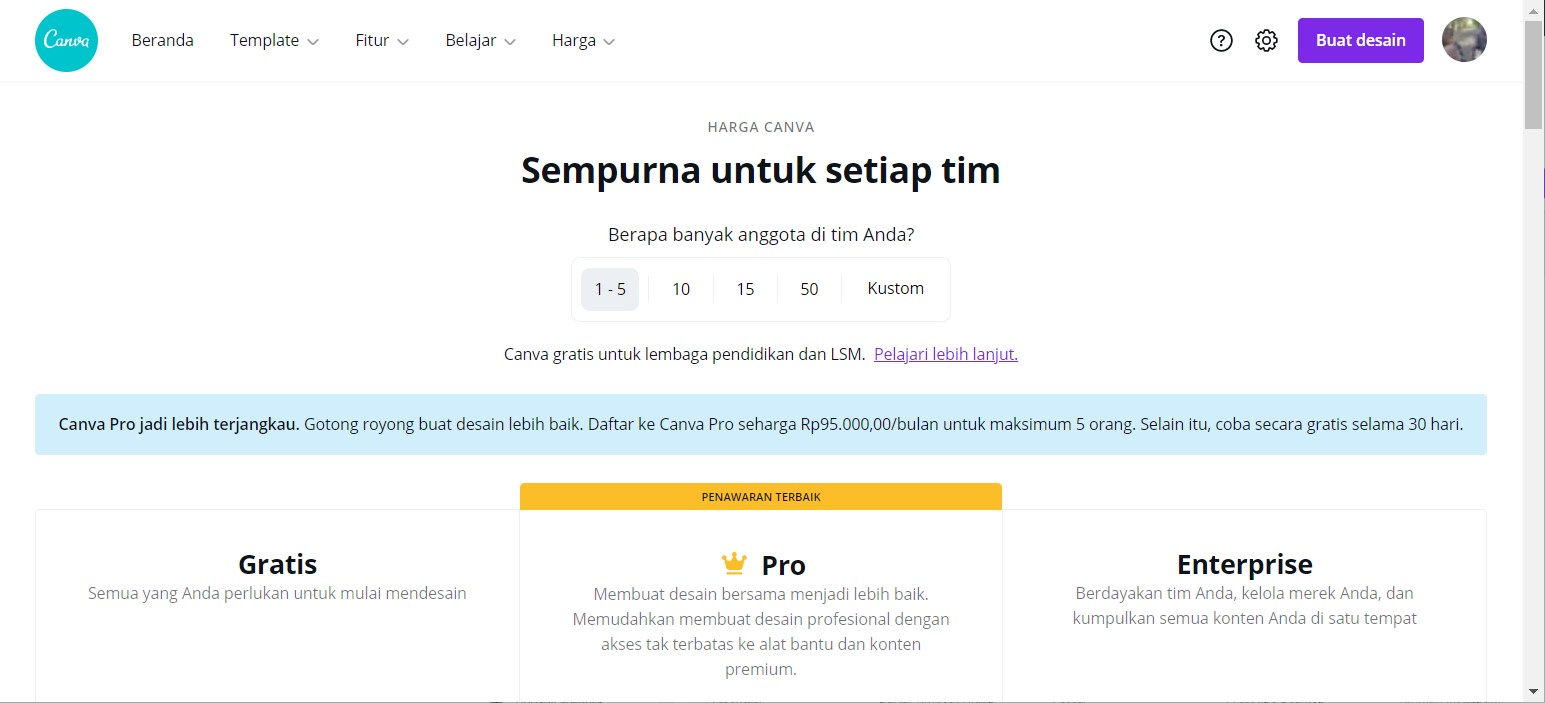 Canva
Beranda Template Fitur Belajar Harga
Buat desain
HARGA CANVA
Sempurna untuk setiap tim
Berapa banyak anggota di tim Anda?
1 - 5 10 15 50 Kustom
Canva gratis untuk lembaga pendidikan dan LSM. Pelajari lebih lanjut.
Canva Pro jadi lebih terjangkau. Gotong royong buat desain lebih baik. Daftar ke Canva Pro seharga Rp95.000,00/bulan untuk maksimum 5 orang. Selain itu, coba secara gratis selama 30 hari.
PENAWARAN TERBAIK
Gratis
Semua yang Anda perlukan untuk mulai mendesain
Pro
Membuat desain bersama menjadi lebih baik.
Memudahkan membuat desain profesional dengan
akses tak terbatas ke alat bantu dan konten
premium.
Enterprise
Berdayakan tim Anda, kelola merek Anda, dan
kumpulkan semua konten Anda di satu tempat